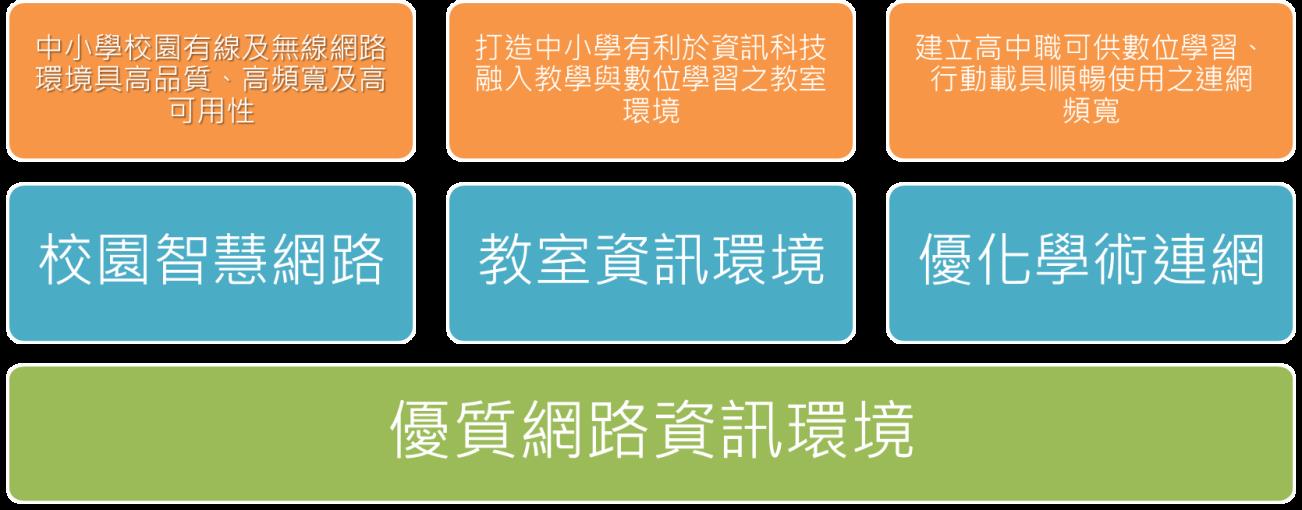 中小學校園有線及無線網路
環境具高品質、高頻寬及高
可用性
打造中小學有利於資訊科技
融入教學與數位學習之教室
環境
建立高中職可供數位學習、
行動載具順暢使用之連網
頻寬
校園智慧網路
教室資訊環境
優化學術連網
優質網路資訊環境